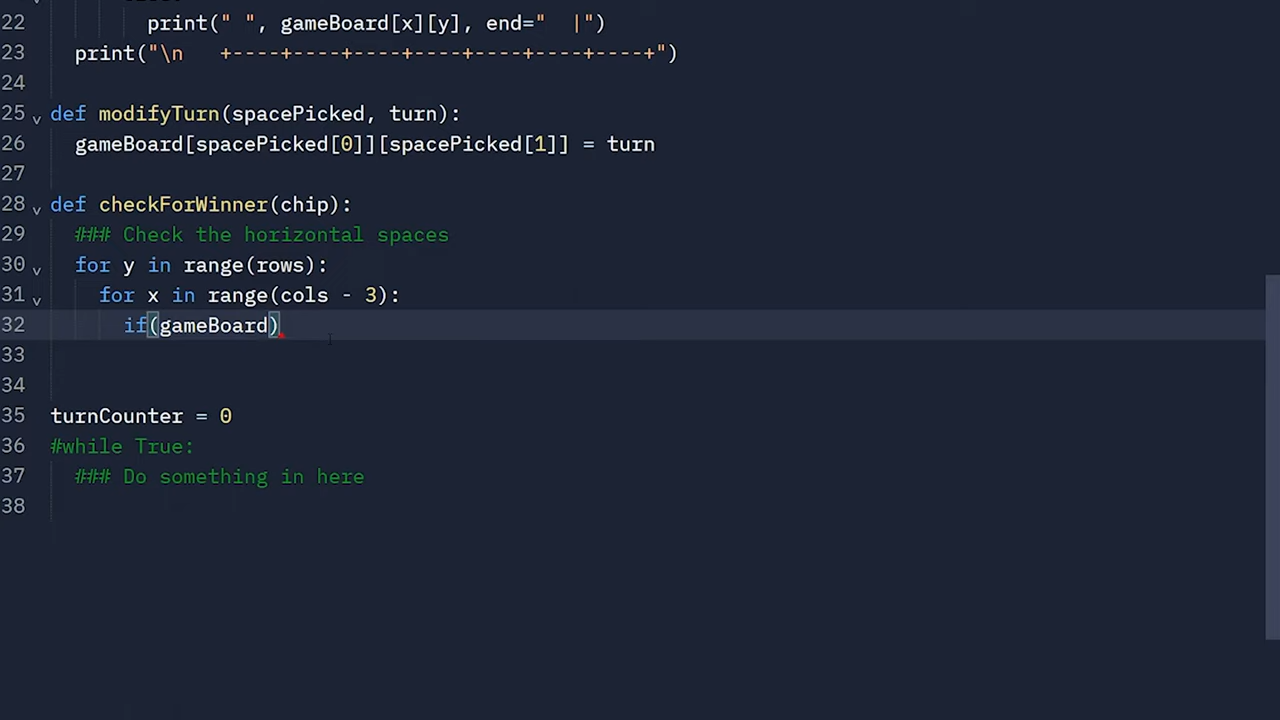 22 print(" ", gameBoard[x][y], end="  |")
23 print("\n   +----+----+----+----+----+----+----+")
24
25 def modifyTurn(spacePicked, turn):
26 gameBoard[spacePicked[0]][spacePicked[1]] = turn
27
28 def checkForWinner(chip):
29 ### Check the horizontal spaces
30 for y in range(rows):
31 for x in range(cols - 3):
32 if(gameBoard)
33
34
35 turnCounter = 0
36 #while True:
37 ### Do something in here
38